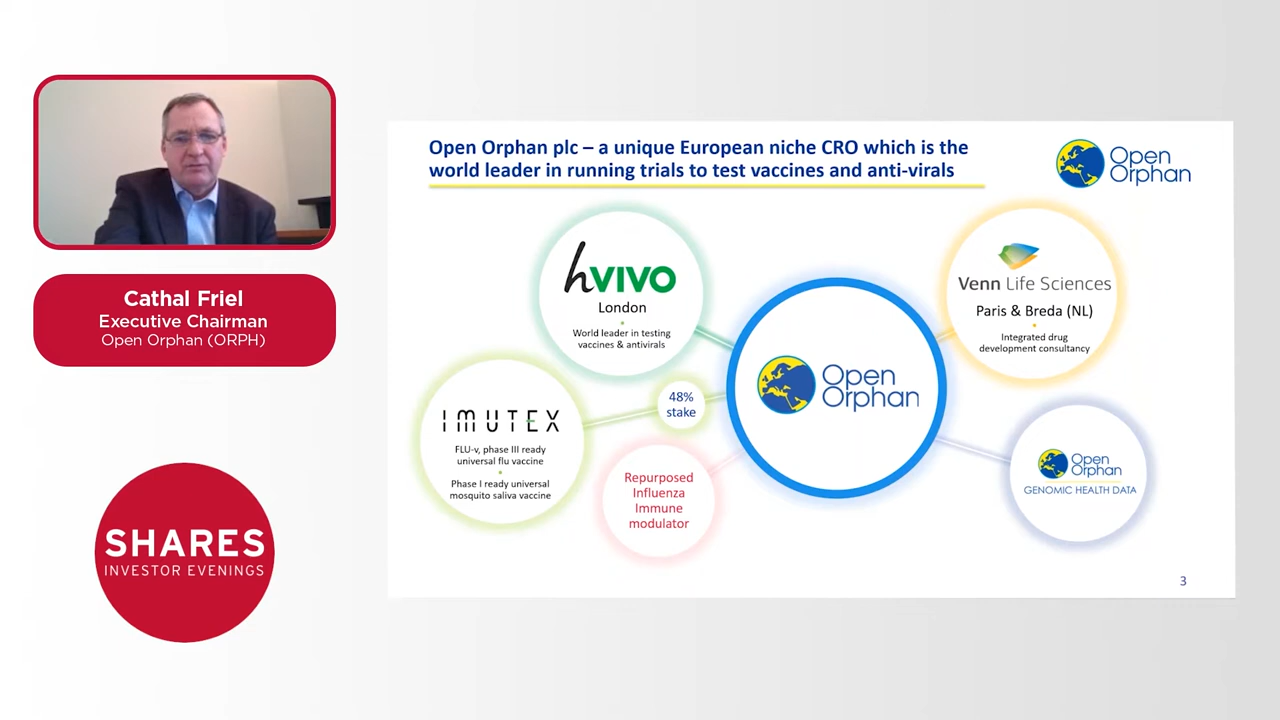 Cathal Friel
Executive Chairman
Open Orphan (ORPH)
SHARES
INVESTOR EVENINGS
Open Orphan plc – a unique European niche CRO which is the
world leader in running trials to test vaccines and anti-virals
Open
Orphan
hVIVO
London
World leader in testing
vaccines & antivirals
Venn Life Sciences
Paris & Breda (NL)
Integrated drug
development consultancy
IMUTEX
FLU-v, phase III ready
universal flu vaccine
Phase I ready universal
mosquito saliva vaccine
48%
stake
Open
Orphan
Repurposed
Influenza
Immune
modulator
Open
Orphan
GENOMIC HEALTH DATA
3